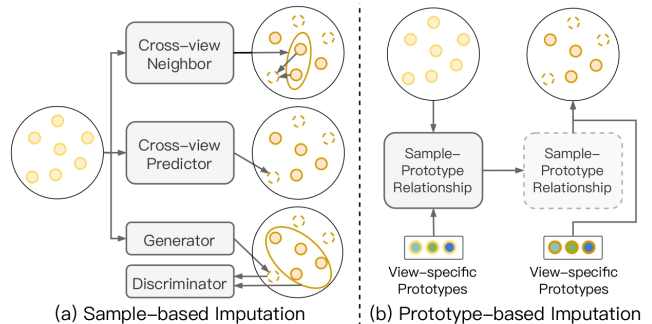 Cross-view
Neighbor
Cross-view
Predictor
Generator
Discriminator
(a) Sample-based Imputation
Sample-
Prototype
Relationship
Sample-
Prototype
Relationship
View-specific
Prototypes
View-specific
Prototypes
(b) Prototype-based Imputation